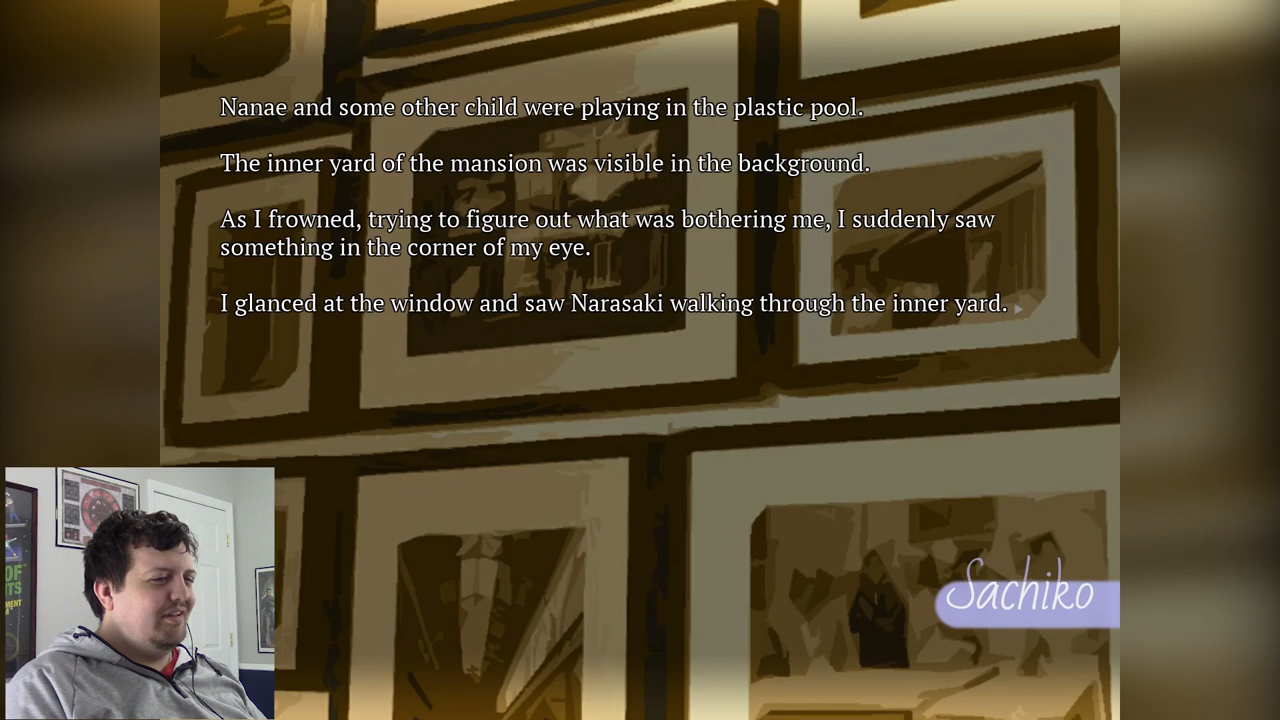 Nanae and some other child were playing in the plastic pool.
The inner yard of the mansion was visible in the background.
As I frowned, trying to figure out what was bothering me, I suddenly saw
something in the corner of my eye.
I glanced at the window and saw Narasaki walking through the inner yard.
Sachiko